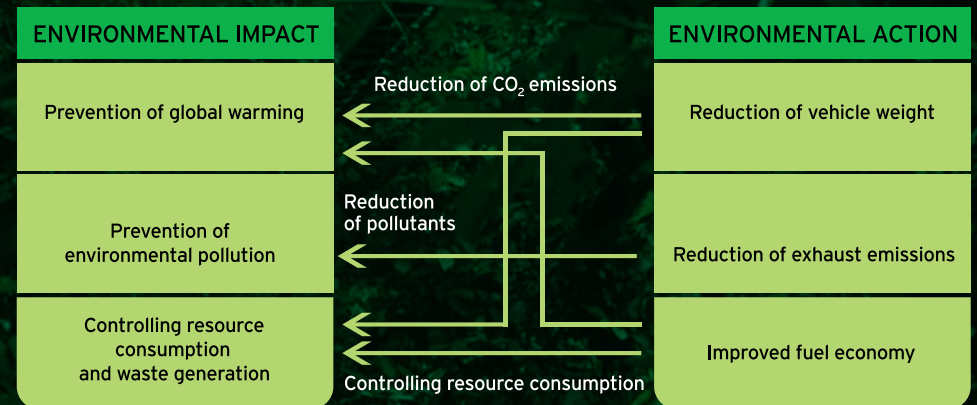 ENVIRONMENTAL IMPACT
Prevention of global warming
Prevention of
environmental pollution
Controlling resource
consumption
and waste generation
Reduction of CO₂ emissions
Reduction
of pollutants
Controlling resource consumption
ENVIRONMENTAL ACTION
Reduction of vehicle weight
Reduction of exhaust emissions
Improved fuel economy